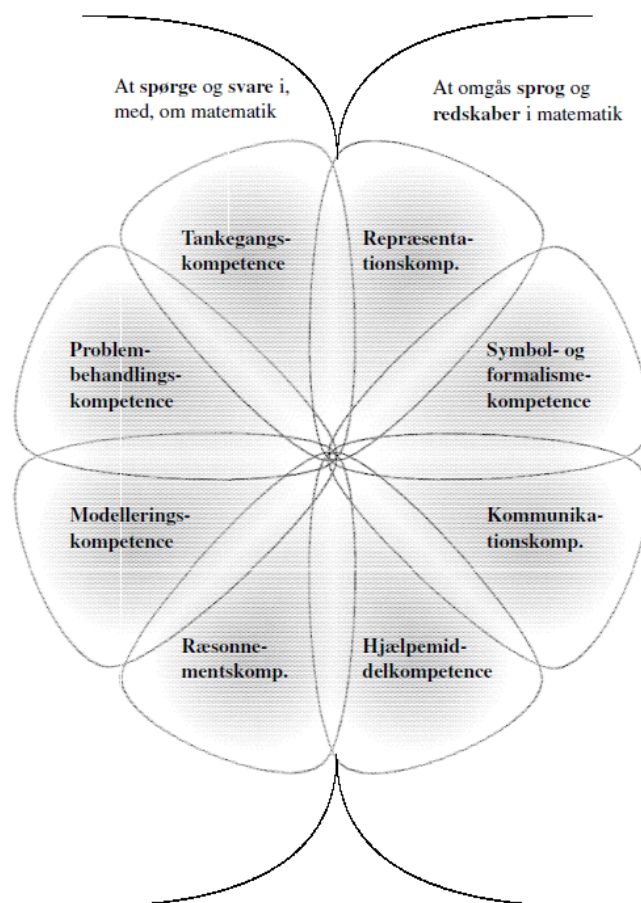 At spørge og svare i,
med, om matematik
At omgås sprog og
redskaber i matematik
Tankegangs-
kompetence
Repræsenta-
tionskomp.
Problem-
behandlings-
kompetence
Symbol- og
formalisme-
kompetence
Modellerings-
kompetence
Kommunika-
tionskomp.
Ræsonne-
mentskomp.
Hjælpemid-
delkompetence